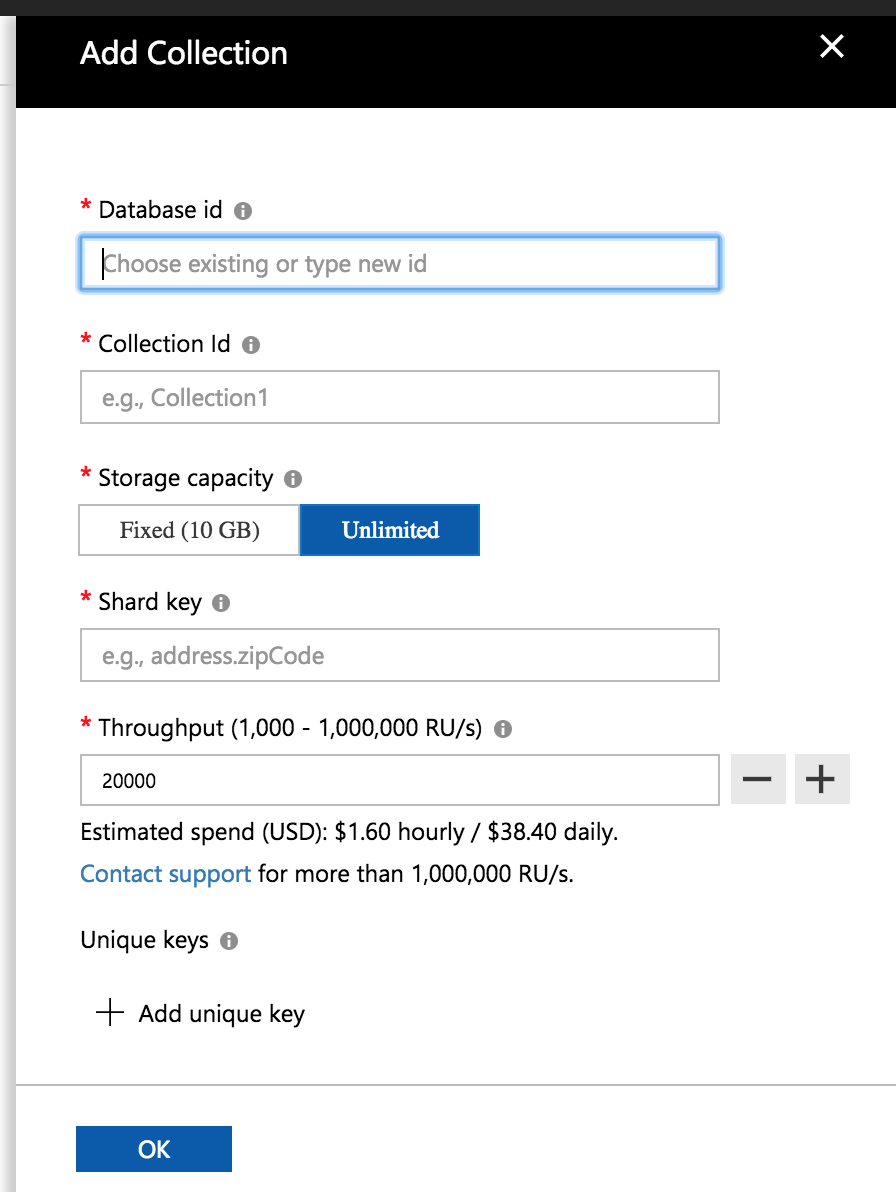 Add Collection
* Database id
Choose existing or type new id
* Collection Id
e.g., Collection1
* Storage capacity
Fixed (10 GB) Unlimited
* Shard key
e.g., address.zipCode
* Throughput (1,000 - 1,000,000 RU/s)
20000
Estimated spend (USD): $1.60 hourly / $38.40 daily.
Contact support for more than 1,000,000 RU/s.
Unique keys
Add unique key
OK